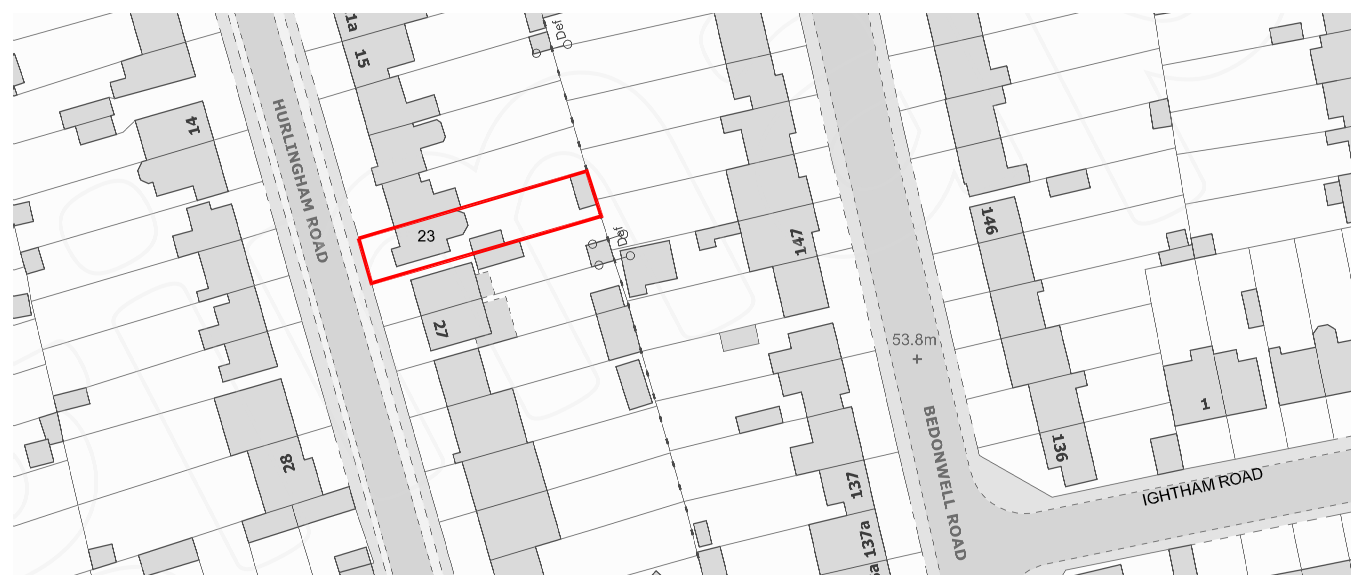 1a
15
Def
14
HURLINGHAM ROAD
23
Def
147
146
27
53.8m
1
BEDONWELL ROAD
136
28
137
IGHTHAM ROAD
137a